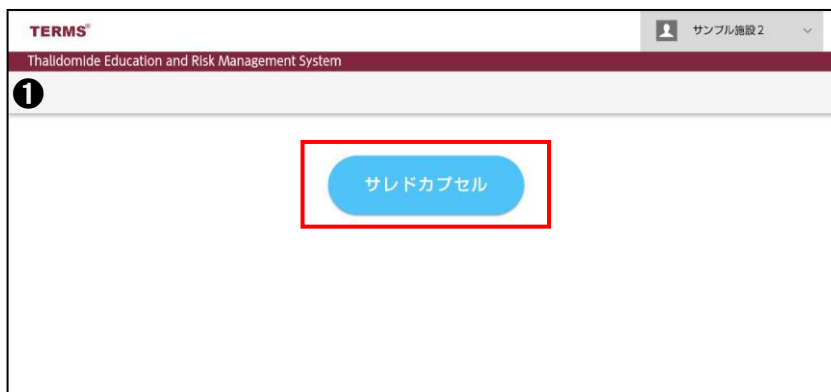 TERMS®
サンプル施設2
Thalidomide Education and Risk Management System
❶
サレドカプセル